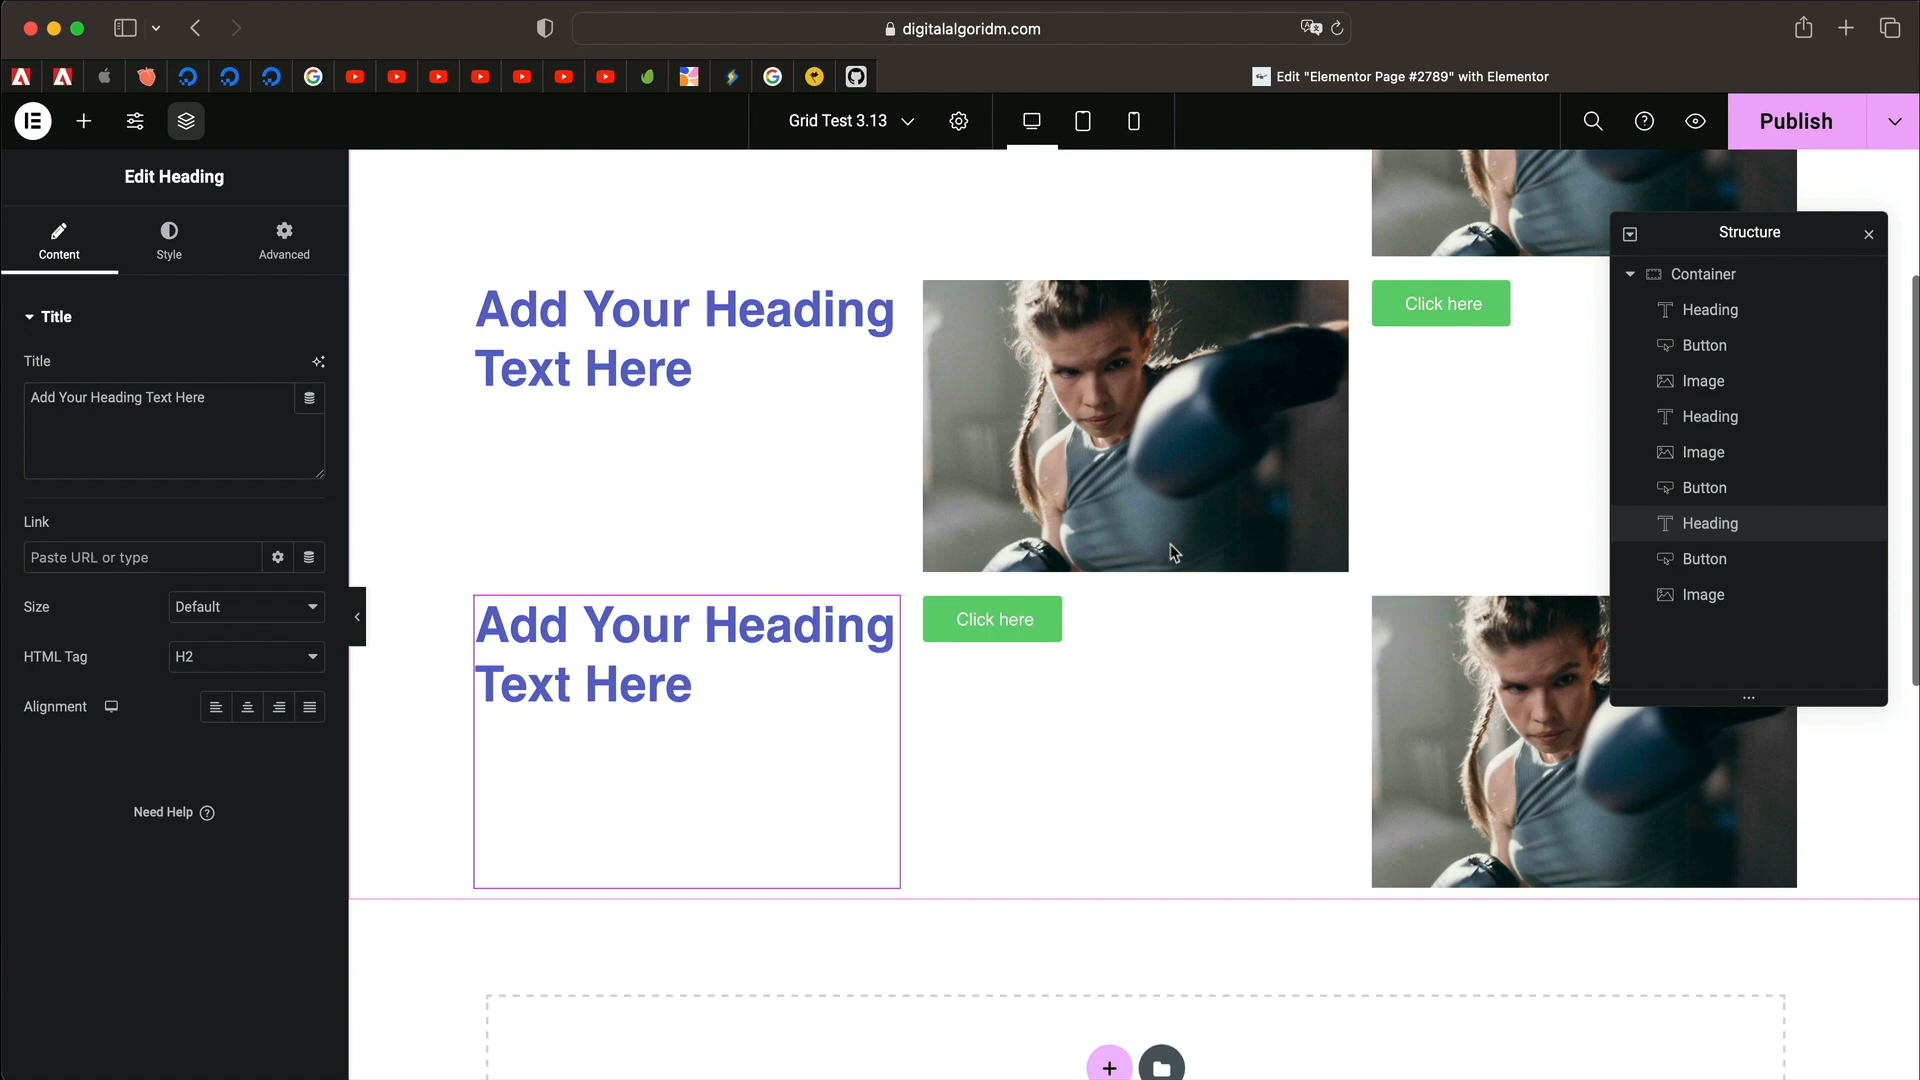 digitalalgoridm.com
Edit "Elementor Page #2789" with Elementor
Grid Test 3.13
Publish
Edit Heading
Content
Style
Advanced
Title
Title
Add Your Heading Text Here
Link
Paste URL or type
Size
Default
HTML Tag
H2
Alignment
Need Help
Add Your Heading
Text Here
Click here
Add Your Heading
Text Here
Click here
Structure
Container
Heading
Button
Image
Heading
Image
Button
Heading
Button
Image